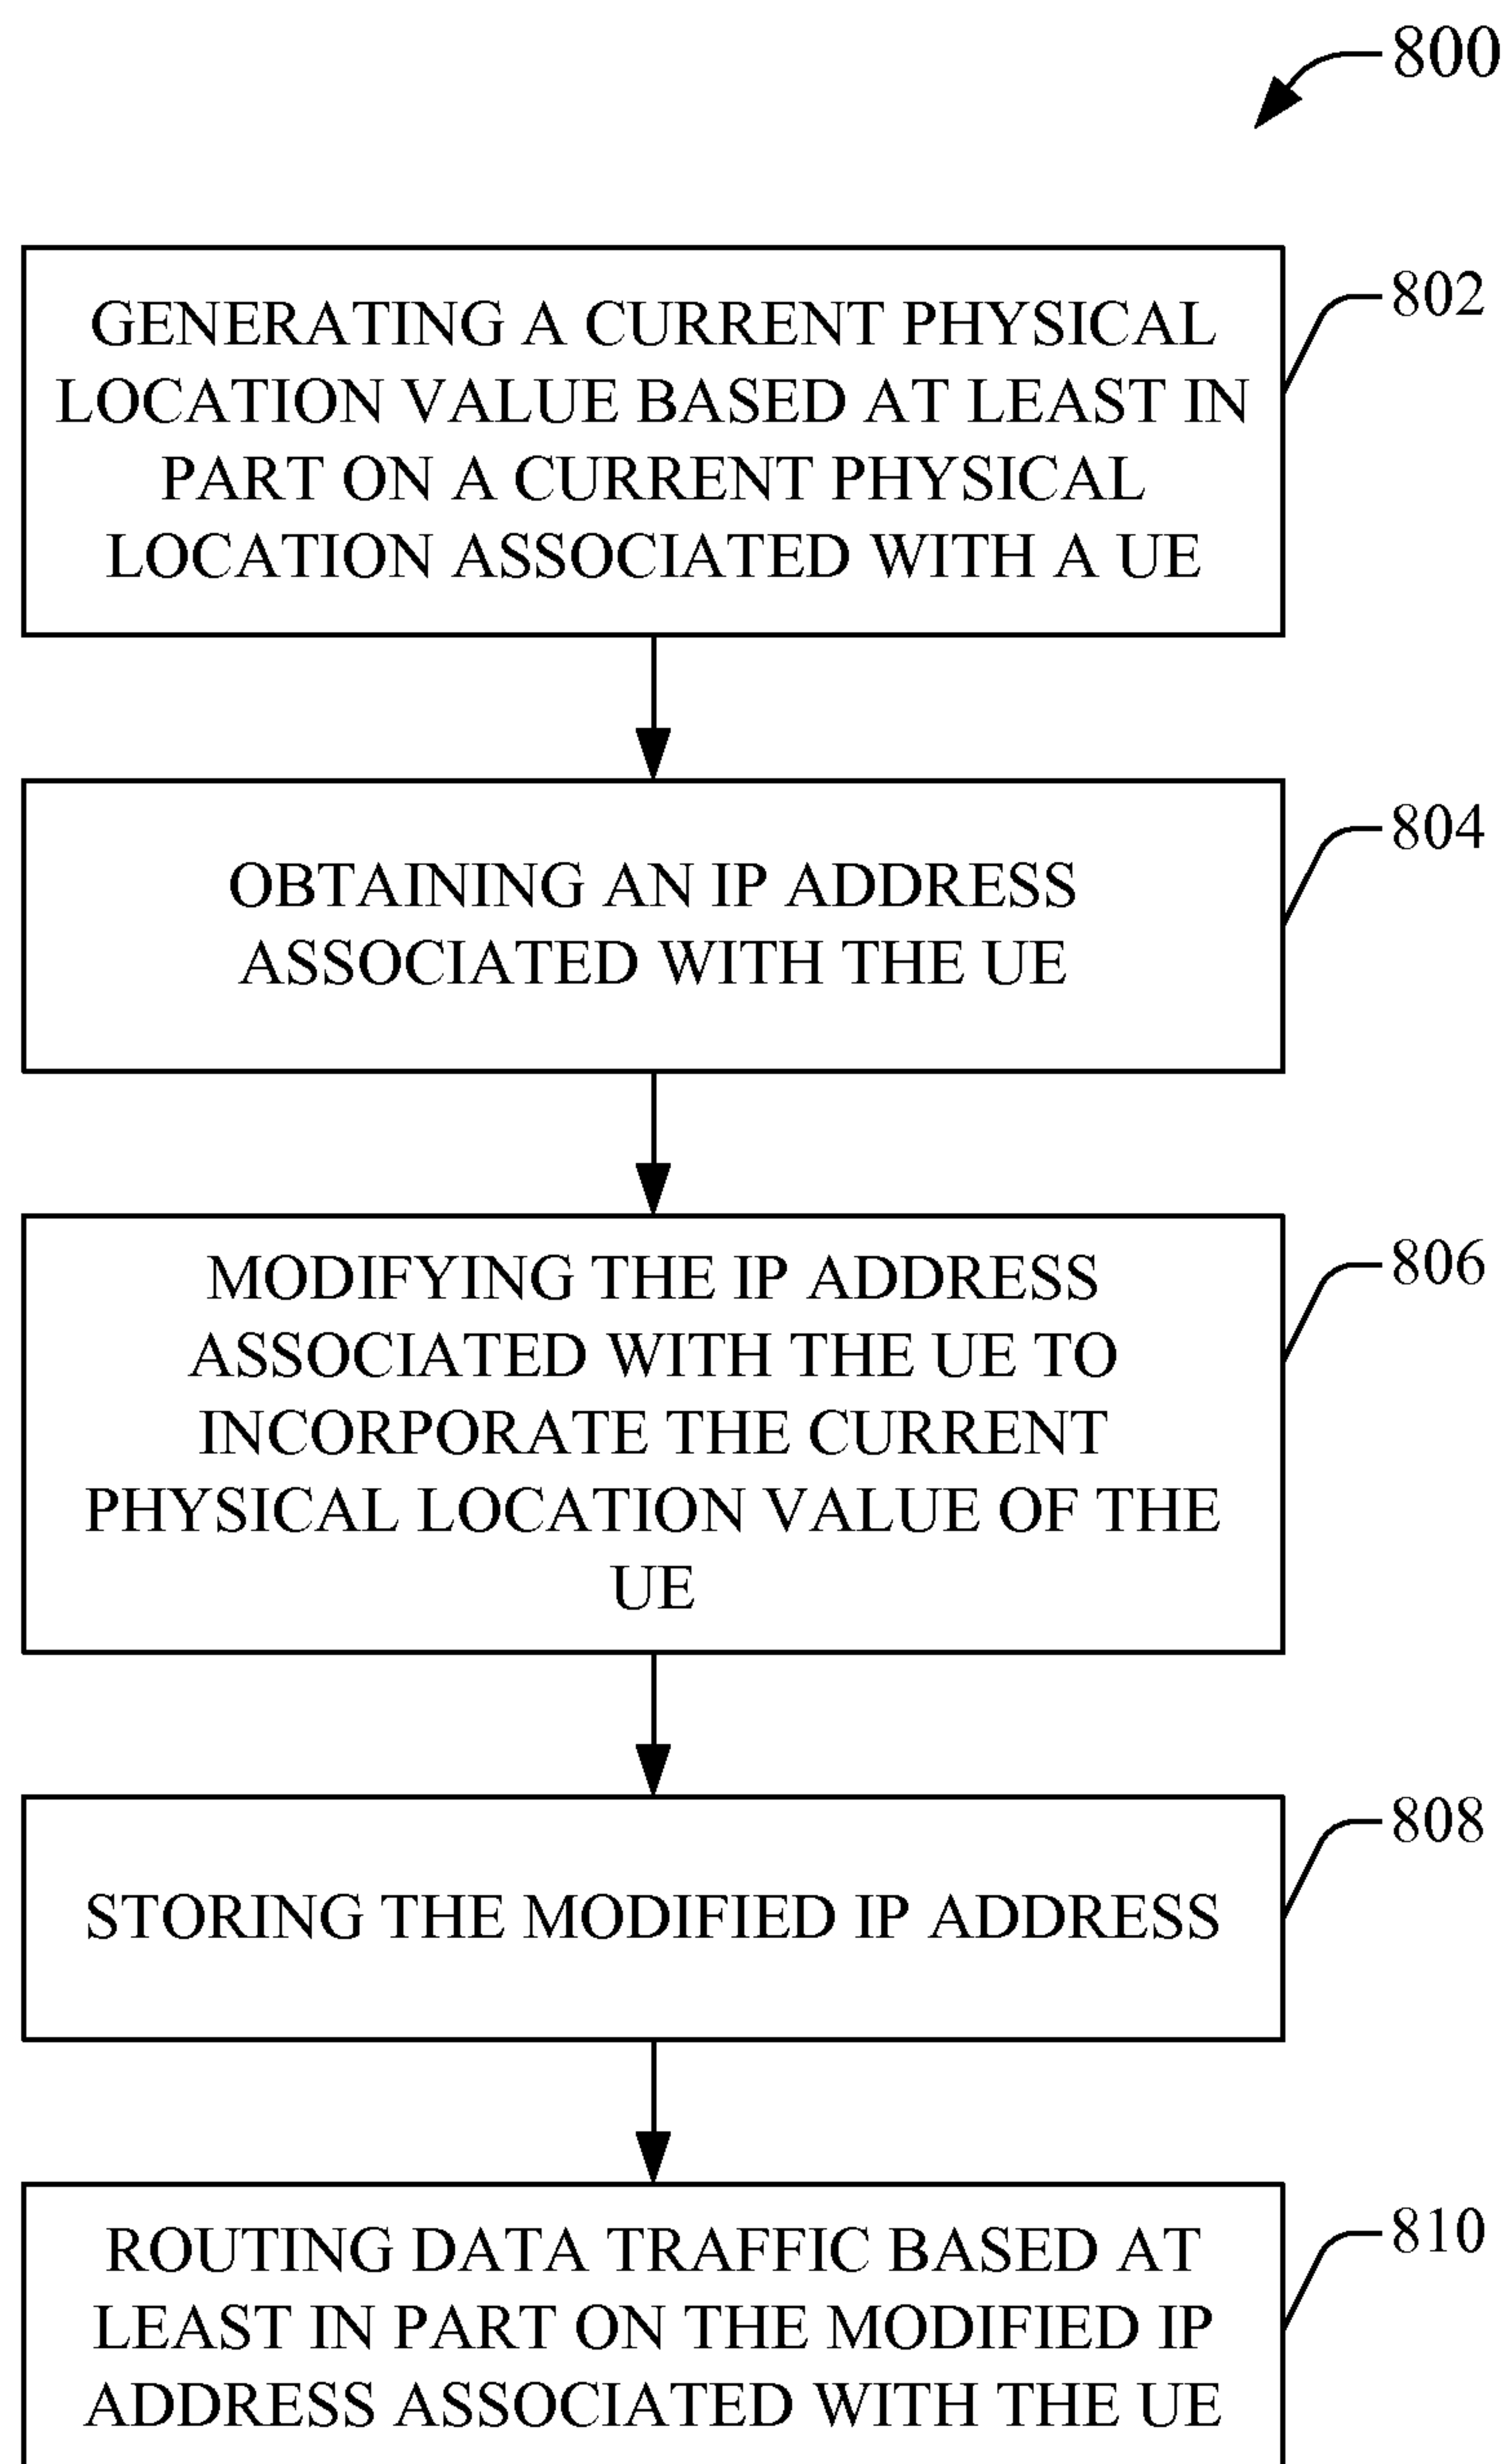 800
802
GENERATING A CURRENT PHYSICAL
LOCATION VALUE BASED AT LEAST IN
PART ON A CURRENT PHYSICAL
LOCATION ASSOCIATED WITH A UE
804
OBTAINING AN IP ADDRESS
ASSOCIATED WITH THE UE
806
MODIFYING THE IP ADDRESS
ASSOCIATED WITH THE UE TO
INCORPORATE THE CURRENT
PHYSICAL LOCATION VALUE OF THE
UE
808
STORING THE MODIFIED IP ADDRESS
810
ROUTING DATA TRAFFIC BASED AT
LEAST IN PART ON THE MODIFIED IP
ADDRESS ASSOCIATED WITH THE UE